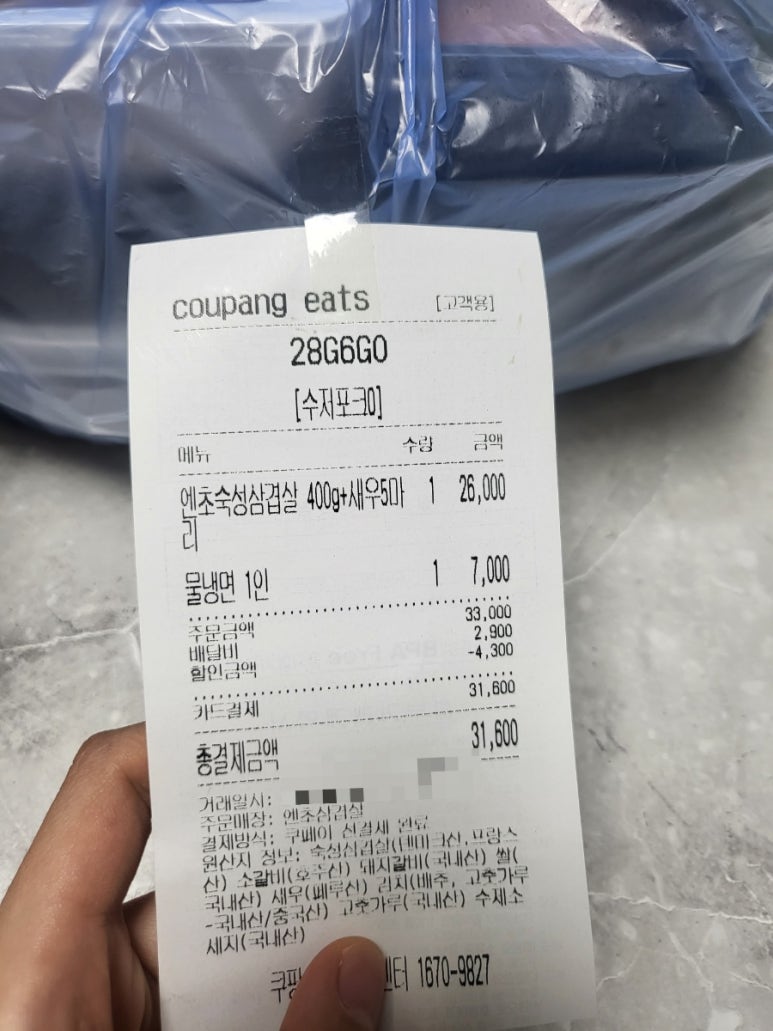 coupang eats [고객용]
28G6G0
[수저포크0]
메뉴 수량 금액
엔초숙성삼겹살 400g+새우5마 1 26,000
리
물냉면 1인 1 7,000
주문금액 33,000
배달비 2,900
할인금액 -4,300
카드결제 31,600
총결제금액 31,600
거래일시:
주문매장: 엔초삼겹살
결제방식: 쿠페이 선결제 완료
원산지 정보: 숙성삼겹살(덴마크산,프랑스
산) 소갈비(호주산) 돼지갈비(국내산) 쌀(
국내산) 새우(페루산) 김치(배추, 고춧가루
-국내산/중국산) 고춧가루(국내산) 수제소
세지(국내산)
1670-9827